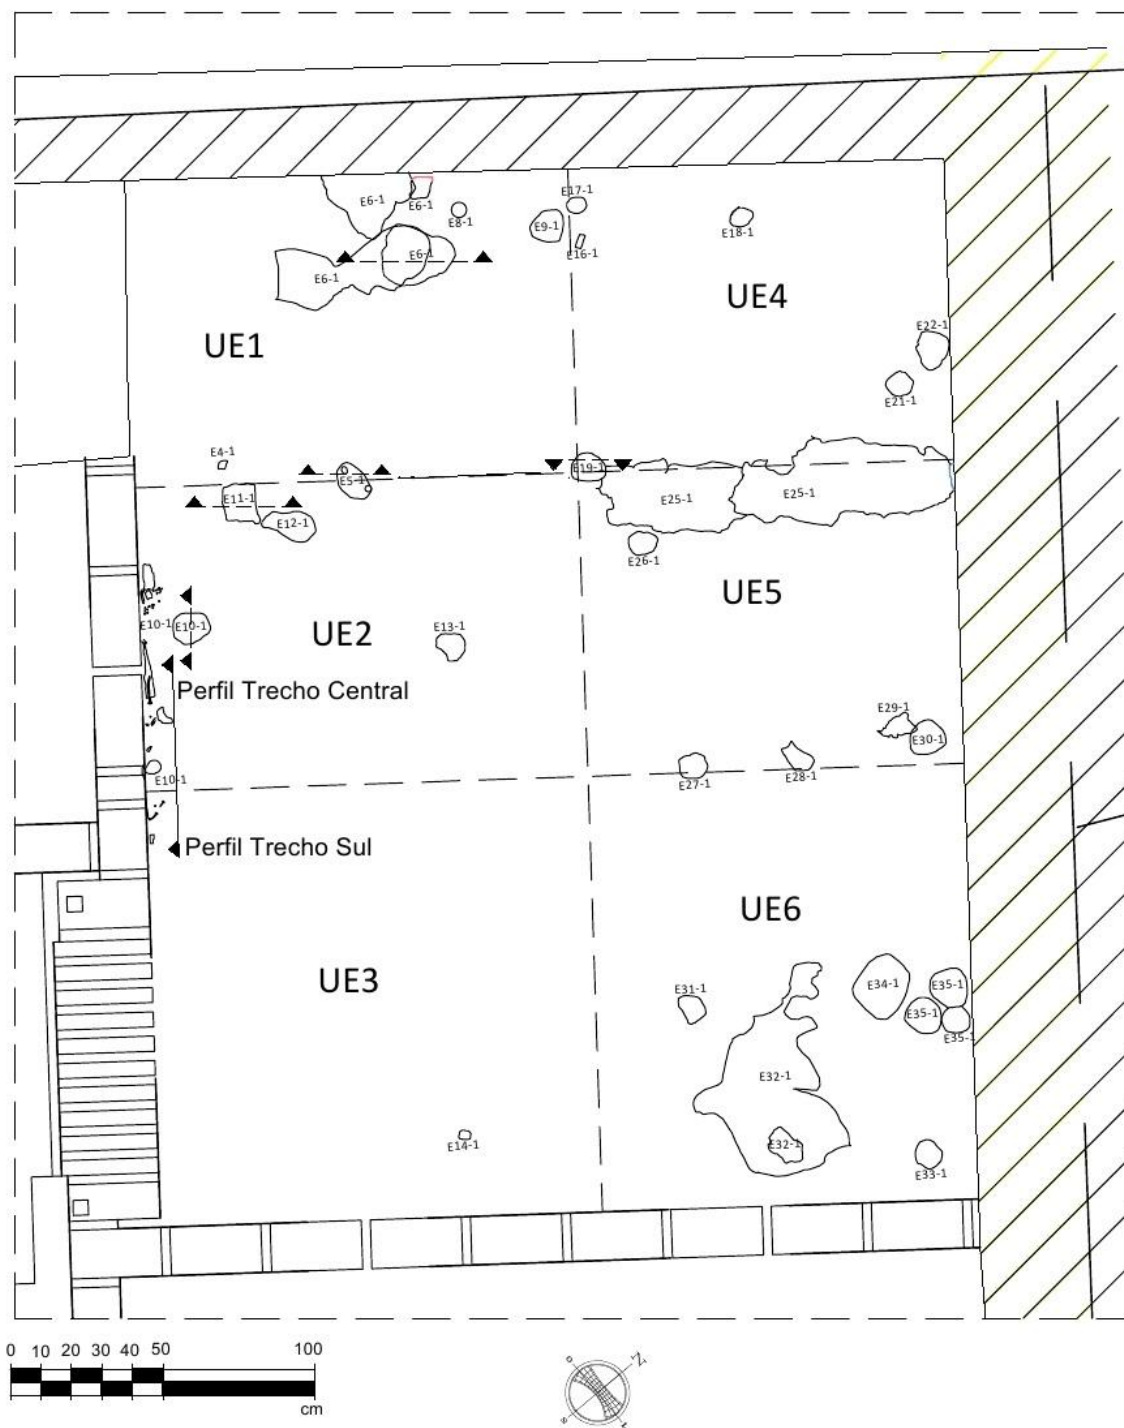 E17-1
E6-1
E6-1
E8-1
E9-1
E18-1
E6-1
E16-1
E6-1
UE4
UE1
E22-1
E21-1
E4-1
E5-1
E19-1
E11-1
E25-1
E25-1
E12-1
E26-1
UE5
E10-1
E10-1
UE2
E13-1
Perfil Trecho Central
E29-1
E30-1
E10-1
E27-1
E28-1
Perfil Trecho Sul
UE6
UE3
E31-1
E34-1
E35-1
E35-1
E35-1
E32-1
E14-1
E32-1
E33-1
0 10 20 30 40 50 100
cm
N